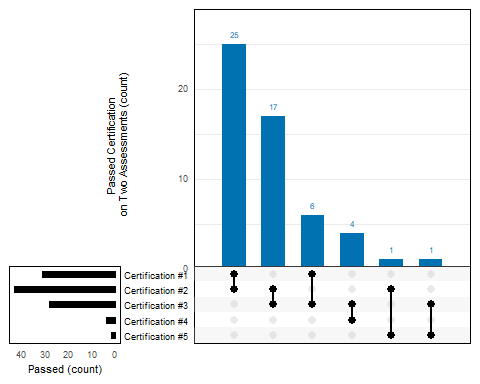 25
17
6
4
1
1
20
10
0
Passed Certification
on Two Assessments (count)
Certification #1
Certification #2
Certification #3
Certification #4
Certification #5
40 30 20 10 0
Passed (count)